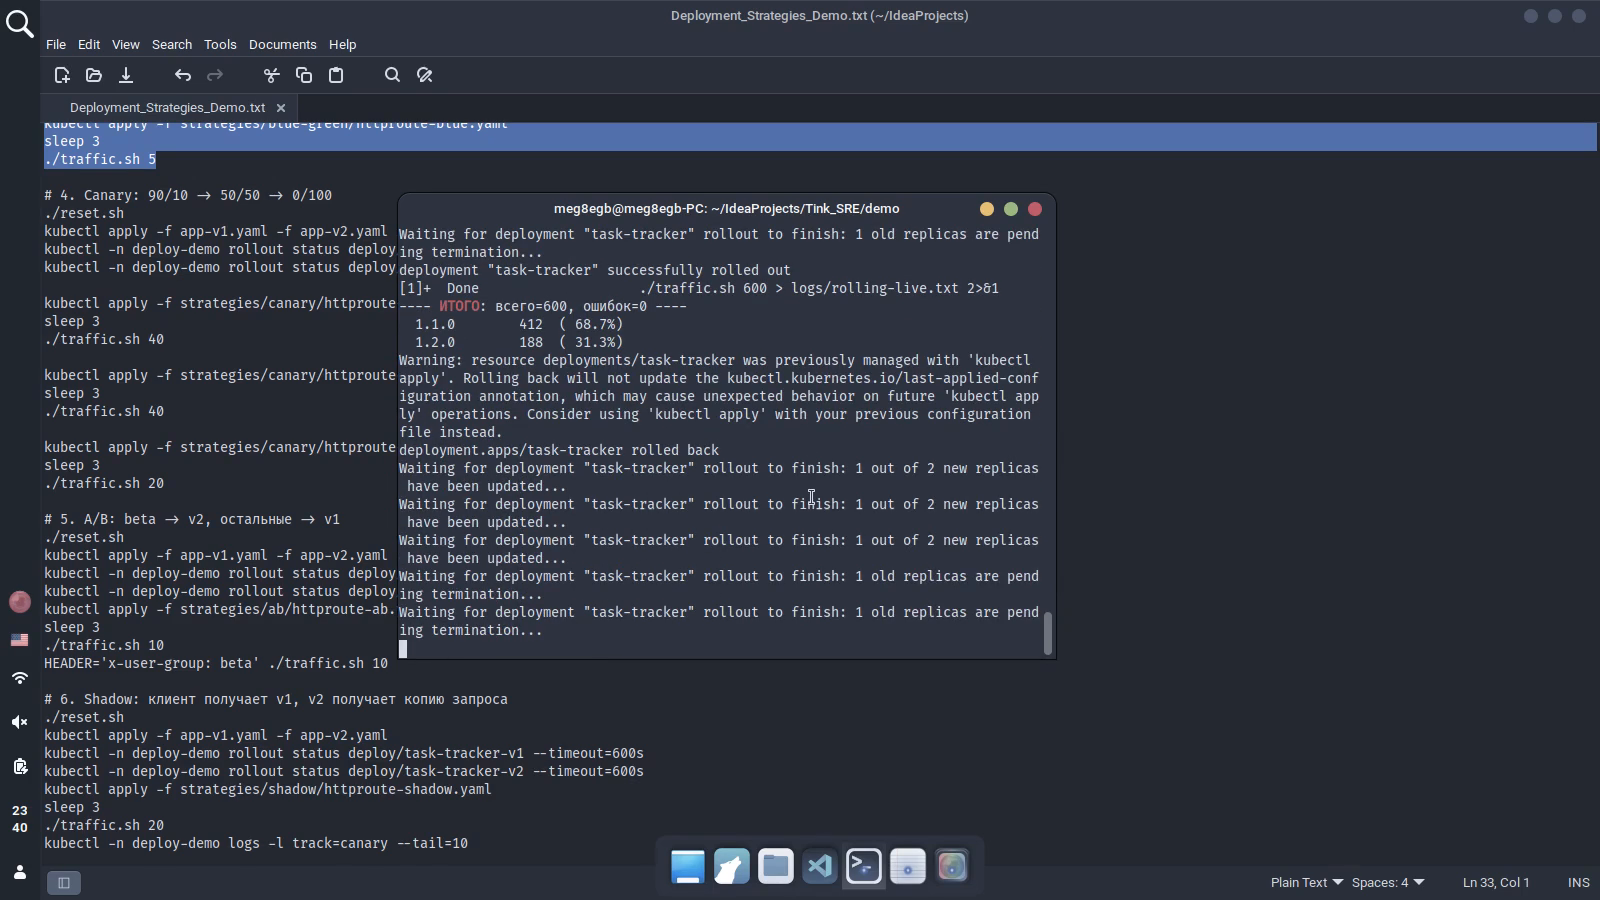 Deployment_Strategies_Demo.txt (~/IdeaProjects)
File Edit View Search Tools Documents Help
Deployment_Strategies_Demo.txt
kubectl apply -f strategies/blue-green/httproute-blue.yaml
sleep 3
./traffic.sh 5
# 4. Canary: 90/10 → 50/50 → 0/100
./reset.sh
kubectl apply -f app-v1.yaml -f app-v2.yaml
kubectl -n deploy-demo rollout status deploy
kubectl -n deploy-demo rollout status deploy
kubectl apply -f strategies/canary/httproute
sleep 3
./traffic.sh 40
kubectl apply -f strategies/canary/httproute
sleep 3
./traffic.sh 40
kubectl apply -f strategies/canary/httproute
sleep 3
./traffic.sh 20
# 5. A/B: beta → v2, остальные → v1
./reset.sh
kubectl apply -f app-v1.yaml -f app-v2.yaml
kubectl -n deploy-demo rollout status deploy
kubectl -n deploy-demo rollout status deploy
kubectl apply -f strategies/ab/httproute-ab.
sleep 3
./traffic.sh 10
HEADER='x-user-group: beta' ./traffic.sh 10
# 6. Shadow: клиент получает v1, v2 получает копию запроса
./reset.sh
kubectl apply -f app-v1.yaml -f app-v2.yaml
kubectl -n deploy-demo rollout status deploy/task-tracker-v1 --timeout=600s
kubectl -n deploy-demo rollout status deploy/task-tracker-v2 --timeout=600s
kubectl apply -f strategies/shadow/httproute-shadow.yaml
sleep 3
./traffic.sh 20
kubectl -n deploy-demo logs -l track=canary --tail=10
meg8egb@meg8egb-PC: ~/IdeaProjects/Tink_SRE/demo
Waiting for deployment "task-tracker" rollout to finish: 1 old replicas are pend
ing termination...
deployment "task-tracker" successfully rolled out
[1]+  Done                    ./traffic.sh 600 > logs/rolling-live.txt 2>&1
---- ИТОГО: всего=600, ошибок=0 ----
1.1.0        412  ( 68.7%)
1.2.0        188  ( 31.3%)
Warning: resource deployments/task-tracker was previously managed with 'kubectl
apply'. Rolling back will not update the kubectl.kubernetes.io/last-applied-conf
iguration annotation, which may cause unexpected behavior on future 'kubectl app
ly' operations. Consider using 'kubectl apply' with your previous configuration
file instead.
deployment.apps/task-tracker rolled back
Waiting for deployment "task-tracker" rollout to finish: 1 out of 2 new replicas
have been updated...
Waiting for deployment "task-tracker" rollout to finish: 1 out of 2 new replicas
have been updated...
Waiting for deployment "task-tracker" rollout to finish: 1 out of 2 new replicas
have been updated...
Waiting for deployment "task-tracker" rollout to finish: 1 old replicas are pend
ing termination...
Waiting for deployment "task-tracker" rollout to finish: 1 old replicas are pend
ing termination...
23
40
Plain Text Spaces: 4 Ln 33, Col 1 INS